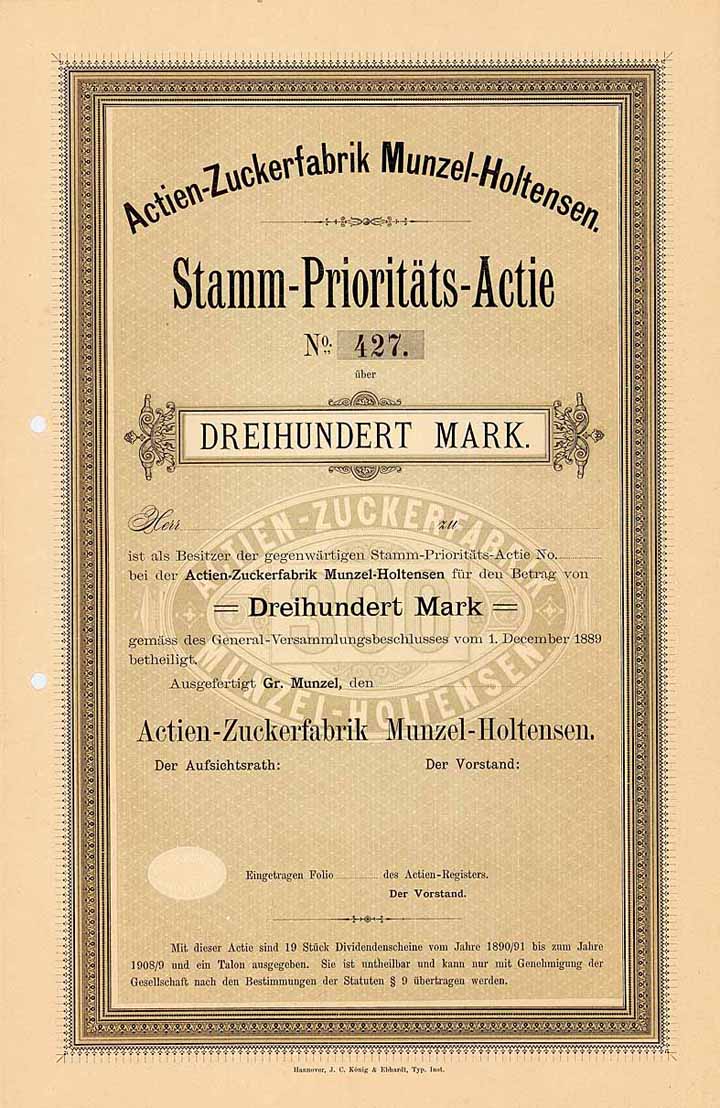 Actien-Zuckerfabrik Munzel-Holtensen.
Stamm-Prioritäts-Actie
No. 427.
über
DREIHUNDERT MARK.
Herr zu
ist als Besitzer der gegenwärtigen Stamm-Prioritäts-Actie No.
bei der Actien-Zuckerfabrik Munzel-Holtensen für den Betrag von
= Dreihundert Mark =
gemäss des General-Versammlungsbeschlusses vom 1. December 1889
betheiligt.
Ausgefertigt Gr. Munzel, den
ACTIEN-ZUCKERFABRIK
300
MUNZEL-HOLTENSEN
Actien-Zuckerfabrik Munzel-Holtensen.
Der Aufsichtsrath: Der Vorstand:
Eingetragen Folio des Actien-Registers.
Der Vorstand.
Mit dieser Actie sind 19 Stück Dividendenscheine vom Jahre 1890/91 bis zum Jahre
1908/9 und ein Talon ausgegeben. Sie ist untheilbar und kann nur mit Genehmigung der
Gesellschaft nach den Bestimmungen der Statuten § 9 übertragen werden.
Hannover, J. C. König & Ebhardt, Typ. Inst.